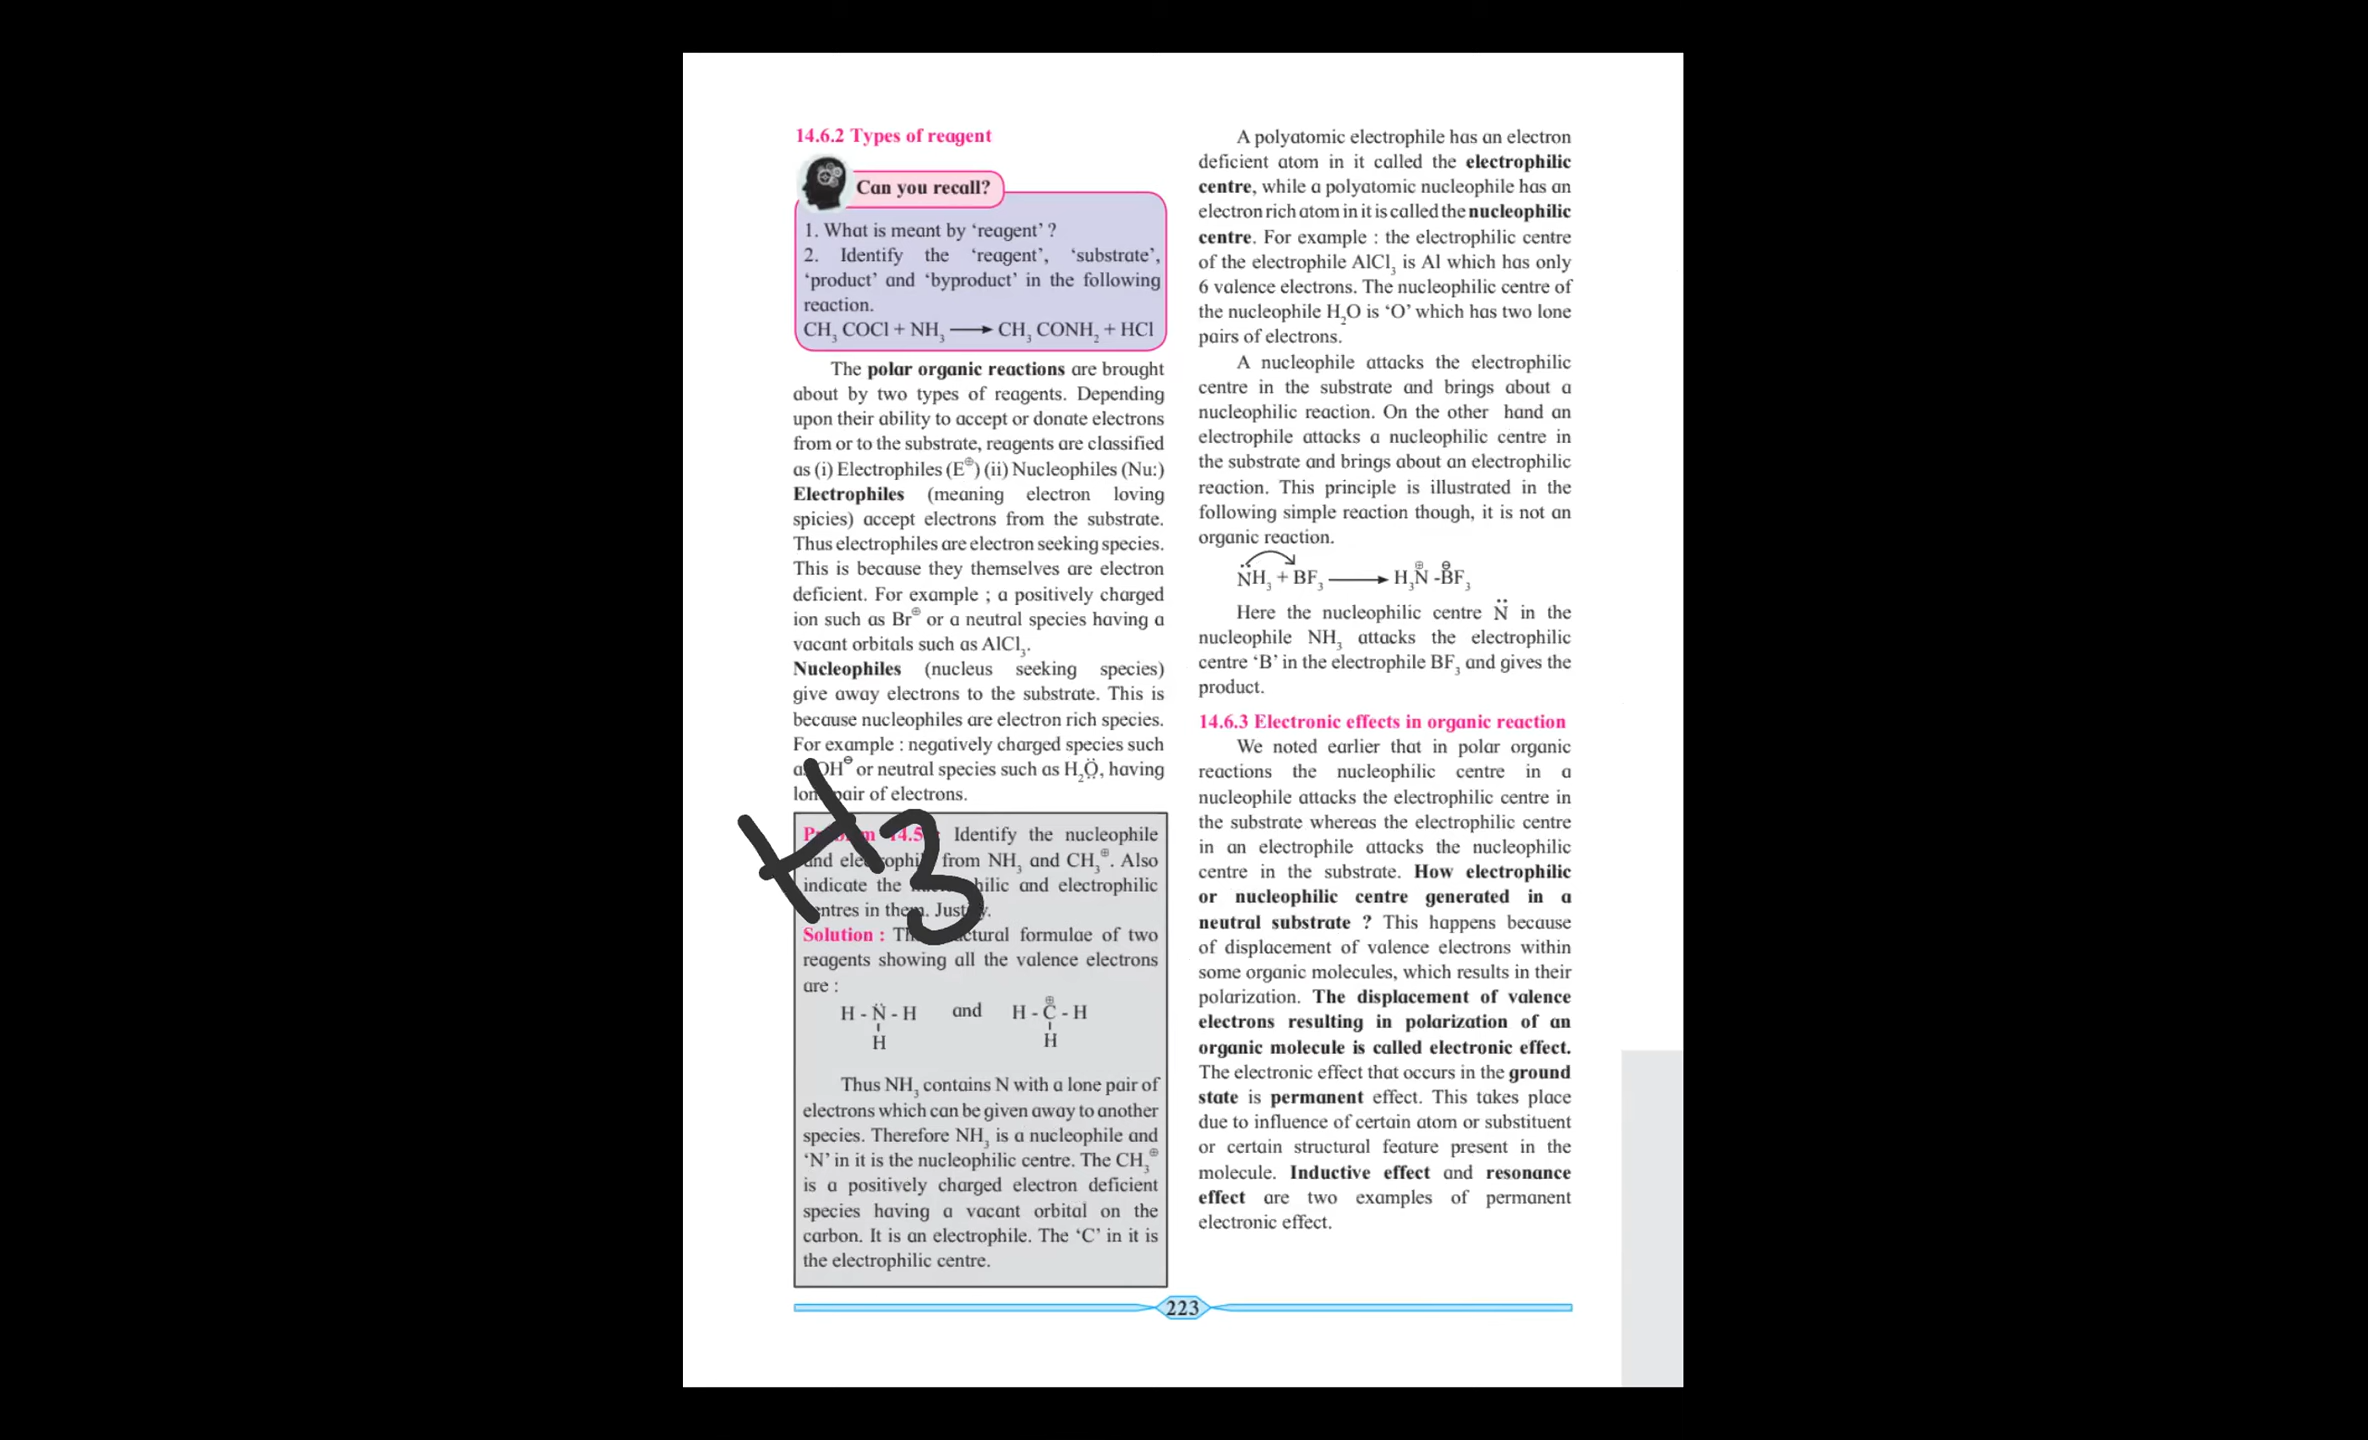 14.6.2 Types of reagent
Can you recall?
1. What is meant by ‘reagent’ ?
2. Identify the ‘reagent’, ‘substrate’,
‘product’ and ‘byproduct’ in the following
reaction.
CH₃ COCl + NH₃ ⟶ CH₃ CONH₂ + HCl
The polar organic reactions are brought
about by two types of reagents. Depending
upon their ability to accept or donate electrons
from or to the substrate, reagents are classified
as (i) Electrophiles (E⊕) (ii) Nucleophiles (Nu:)
Electrophiles (meaning electron loving
spicies) accept electrons from the substrate.
Thus electrophiles are electron seeking species.
This is because they themselves are electron
deficient. For example ; a positively charged
ion such as Br⊕ or a neutral species having a
vacant orbitals such as AlCl₃.
Nucleophiles (nucleus seeking species)
give away electrons to the substrate. This is
because nucleophiles are electron rich species.
For example : negatively charged species such
OH⊖ or neutral species such as H₂Ö, having
pair of electrons.
H3
14.5 Identify the nucleophile
and from NH₃ and CH₃⊕. Also
indicate the and electrophilic
in them. Justify.
Solution : formulae of two
reagents showing all the valence electrons
are :
H - N̈ - H and H - C⊕ - H
H H
Thus NH₃ contains N with a lone pair of
electrons which can be given away to another
species. Therefore NH₃ is a nucleophile and
‘N’ in it is the nucleophilic centre. The CH₃⊕
is a positively charged electron deficient
species having a vacant orbital on the
carbon. It is an electrophile. The ‘C’ in it is
the electrophilic centre.
A polyatomic electrophile has an electron
deficient atom in it called the electrophilic
centre, while a polyatomic nucleophile has an
electron rich atom in it is called the nucleophilic
centre. For example : the electrophilic centre
of the electrophile AlCl₃ is Al which has only
6 valence electrons. The nucleophilic centre of
the nucleophile H₂O is ‘O’ which has two lone
pairs of electrons.
A nucleophile attacks the electrophilic
centre in the substrate and brings about a
nucleophilic reaction. On the other hand an
electrophile attacks a nucleophilic centre in
the substrate and brings about an electrophilic
reaction. This principle is illustrated in the
following simple reaction though, it is not an
organic reaction.
N̈H₃ + BF₃ ⟶ H₃N⊕ -B⊖F₃
Here the nucleophilic centre N̈ in the
nucleophile NH₃ attacks the electrophilic
centre ‘B’ in the electrophile BF₃ and gives the
product.
14.6.3 Electronic effects in organic reaction
We noted earlier that in polar organic
reactions the nucleophilic centre in a
nucleophile attacks the electrophilic centre in
the substrate whereas the electrophilic centre
in an electrophile attacks the nucleophilic
centre in the substrate. How electrophilic
or nucleophilic centre generated in a
neutral substrate ? This happens because
of displacement of valence electrons within
some organic molecules, which results in their
polarization. The displacement of valence
electrons resulting in polarization of an
organic molecule is called electronic effect.
The electronic effect that occurs in the ground
state is permanent effect. This takes place
due to influence of certain atom or substituent
or certain structural feature present in the
molecule. Inductive effect and resonance
effect are two examples of permanent
electronic effect.
223